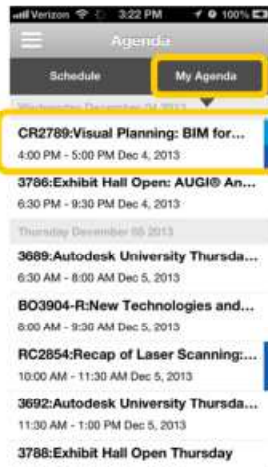 Verizon 3:22 PM 100%
Agenda
Schedule My Agenda
Wednesday December 04 2013
CR2789:Visual Planning: BIM for...
4:00 PM - 5:00 PM Dec 4, 2013
3786:Exhibit Hall Open: AUGI® An...
6:30 PM - 9:30 PM Dec 4, 2013
Thursday December 05 2013
3689:Autodesk University Thursda...
6:30 AM - 8:00 AM Dec 5, 2013
BO3904-R:New Technologies and...
8:00 AM - 9:30 AM Dec 5, 2013
RC2854:Recap of Laser Scanning:...
10:00 AM - 11:30 AM Dec 5, 2013
3692:Autodesk University Thursda...
11:30 AM - 1:00 PM Dec 5, 2013
3788:Exhibit Hall Open Thursday